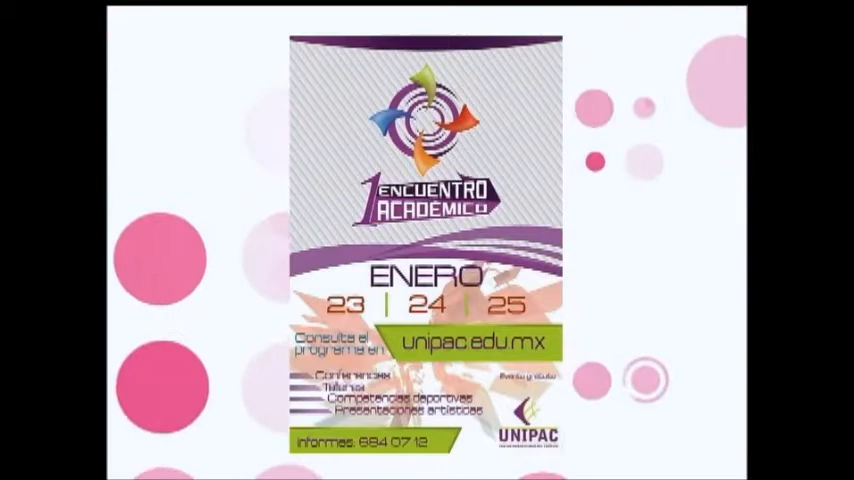 1 ENCUENTRO
ACADÉMICO
ENERO
23 | 24 | 25
Consulta el
programa en
unipac.edu.mx
Conferencias
Evento gratuito
Talleres
Competencias deportivas
Presentaciones artísticas
UNIPAC
informes: 684 07 12